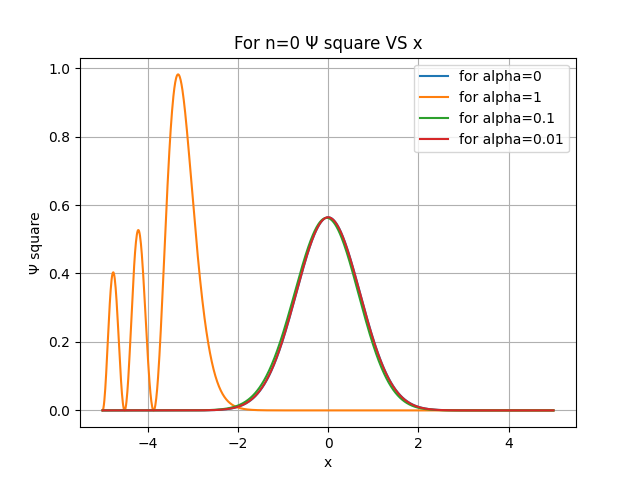 For n=0 Ψ square VS x
for alpha=0
for alpha=1
for alpha=0.1
for alpha=0.01
1.0
0.8
0.6
0.4
0.2
0.0
Ψ square
−4
−2
0
2
4
x